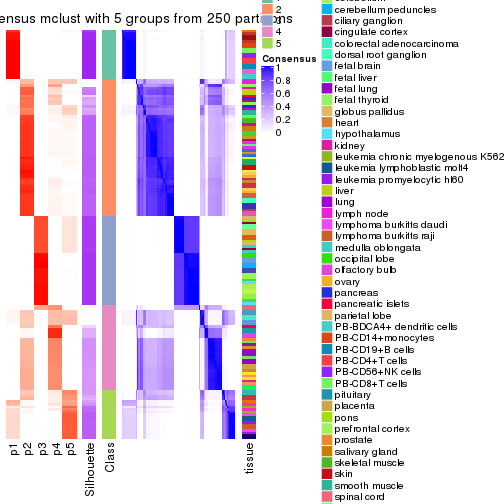 ensus mclust with 5 groups from 250 partitions
2
4
5
Consensus
1
0.8
0.6
0.4
0.2
0
p1
p2
p3
p4
p5
Silhouette
Class
tissue
cerebellum peduncles
ciliary ganglion
cingulate cortex
colorectal adenocarcinoma
dorsal root ganglion
fetal brain
fetal liver
fetal lung
fetal thyroid
globus pallidus
heart
hypothalamus
kidney
leukemia chronic myelogenous K562
leukemia lymphoblastic molt4
leukemia promyelocytic hl60
liver
lung
lymph node
lymphoma burkitts daudi
lymphoma burkitts raji
medulla oblongata
occipital lobe
olfactory bulb
ovary
pancreas
pancreatic islets
parietal lobe
PB-BDCA4+ dendritic cells
PB-CD14+monocytes
PB-CD19+B cells
PB-CD4+T cells
PB-CD56+NK cells
PB-CD8+T cells
pituitary
placenta
pons
prefrontal cortex
prostate
salivary gland
skeletal muscle
skin
smooth muscle
spinal cord